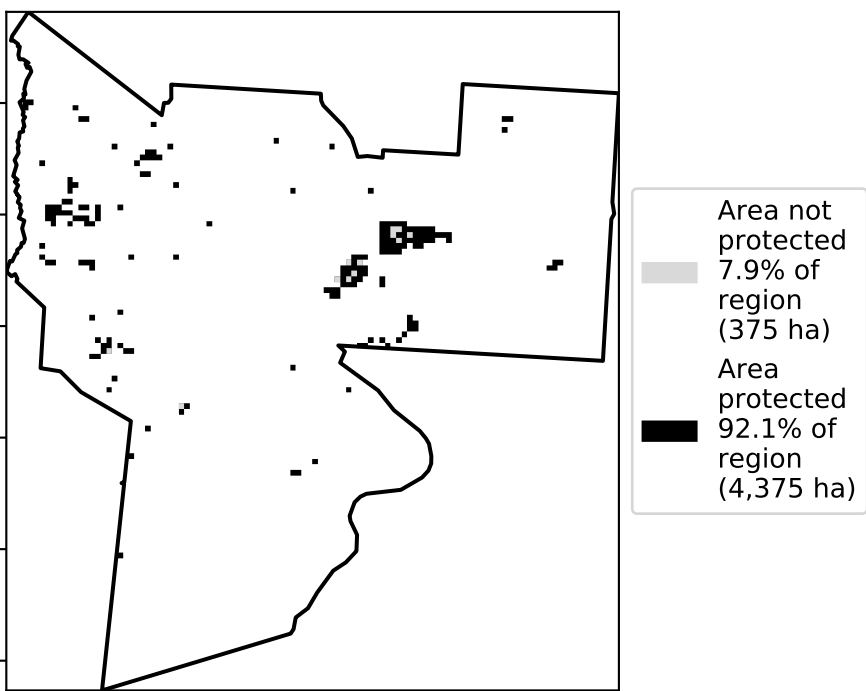 Area not
protected
7.9% of
region
(375 ha)
Area
protected
92.1% of
region
(4,375 ha)